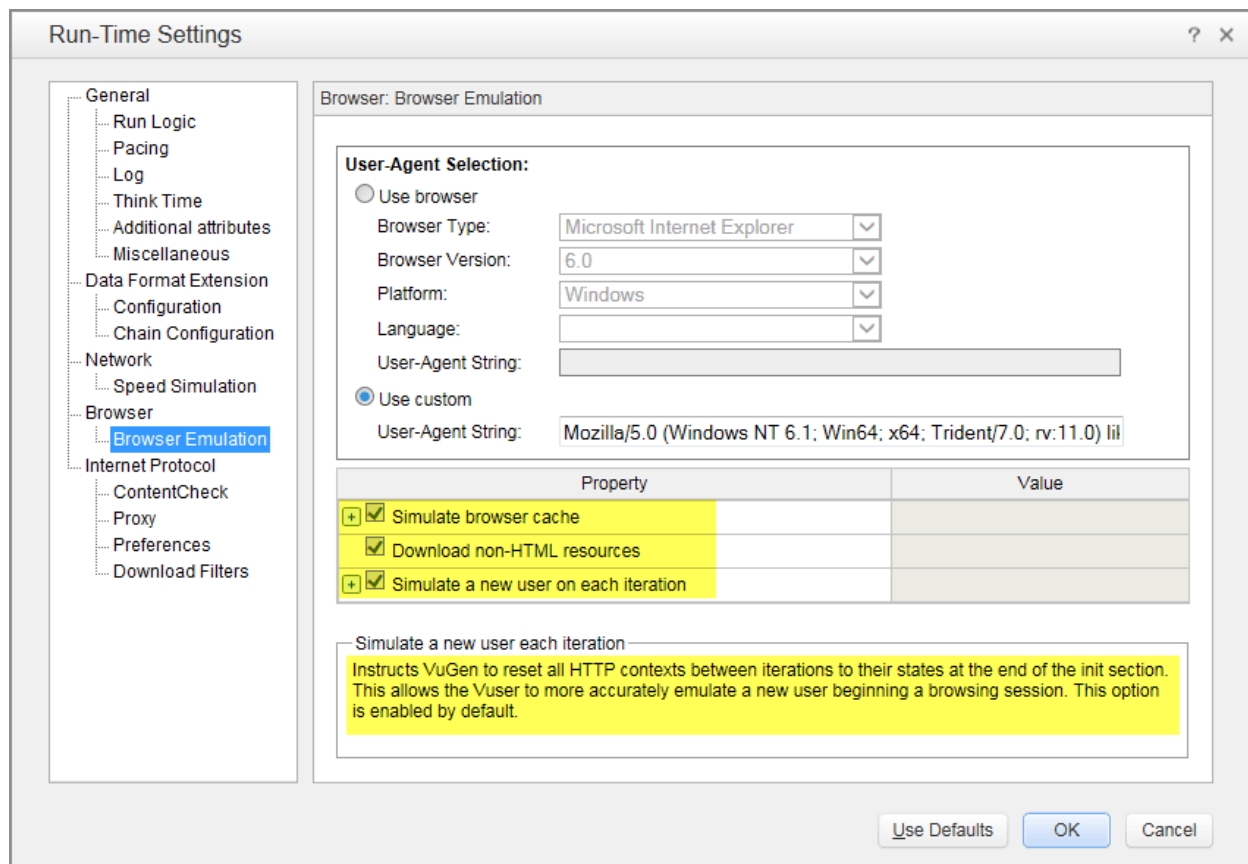 Run-Time Settings
? ×
General
Run Logic
Pacing
Log
Think Time
Additional attributes
Miscellaneous
Data Format Extension
Configuration
Chain Configuration
Network
Speed Simulation
Browser
Browser Emulation
Internet Protocol
ContentCheck
Proxy
Preferences
Download Filters
Browser: Browser Emulation
User-Agent Selection:
Use browser
Browser Type: Microsoft Internet Explorer
Browser Version: 6.0
Platform: Windows
Language:
User-Agent String:
Use custom
User-Agent String: Mozilla/5.0 (Windows NT 6.1; Win64; x64; Trident/7.0; rv:11.0) lil
Property Value
Simulate browser cache
Download non-HTML resources
Simulate a new user on each iteration
Simulate a new user each iteration
Instructs VuGen to reset all HTTP contexts between iterations to their states at the end of the init section.
This allows the Vuser to more accurately emulate a new user beginning a browsing session. This option
is enabled by default.
Use Defaults OK Cancel